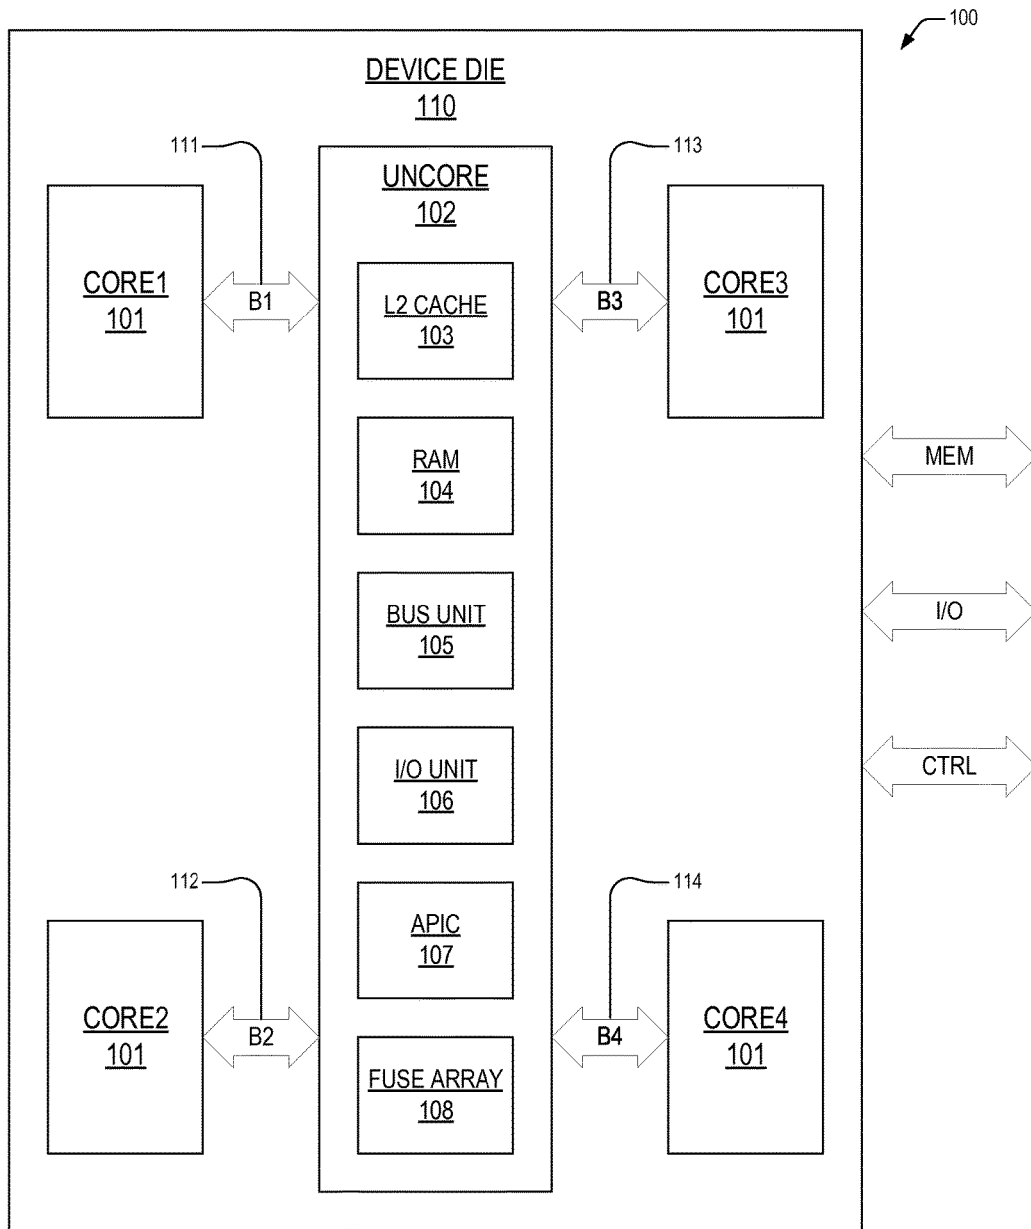 100
DEVICE DIE
110
111
113
UNCORE
102
CORE1
101
B1
L2 CACHE
103
B3
CORE3
101
RAM
104
MEM
BUS UNIT
105
I/O
I/O UNIT
106
CTRL
112
114
APIC
107
CORE2
101
B2
B4
CORE4
101
FUSE ARRAY
108